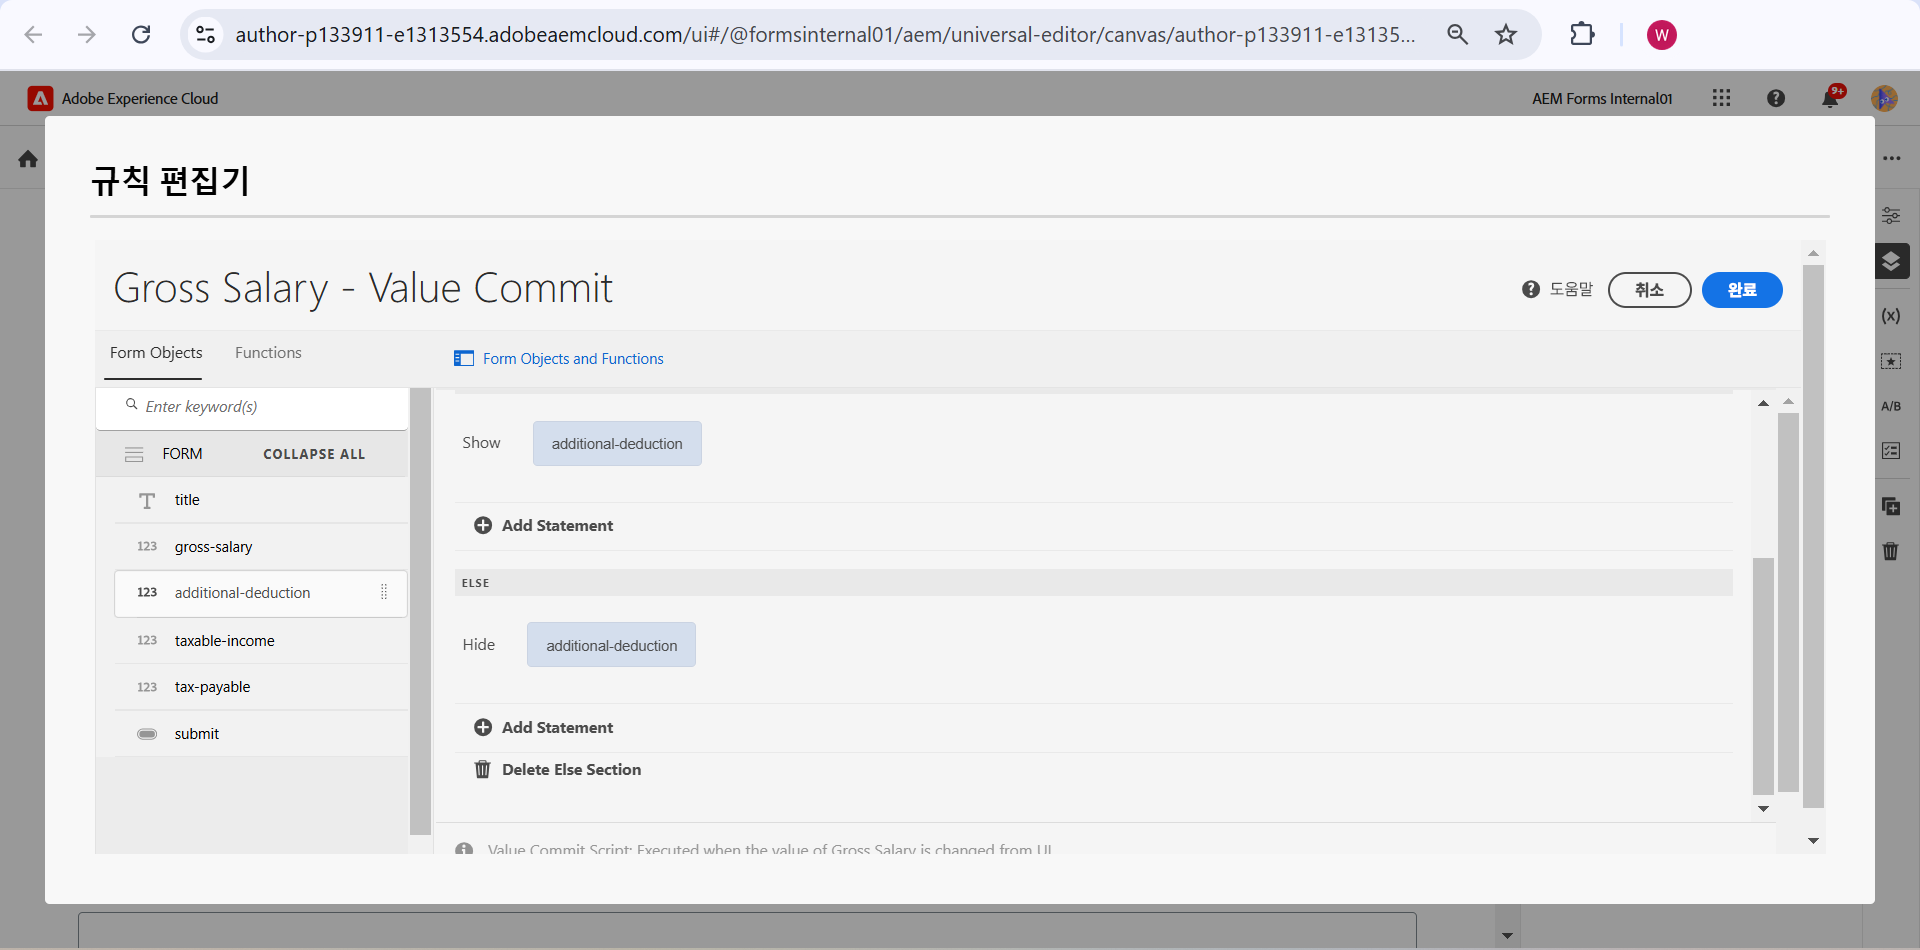 author-p133911-e1313554.adobeaemcloud.com/ui#/@formsinternal01/aem/universal-editor/canvas/author-p133911-e13135...
W
Adobe Experience Cloud
AEM Forms Internal01
9+
규칙 편집기
Gross Salary - Value Commit
도움말
취소
완료
Form Objects
Functions
Form Objects and Functions
Enter keyword(s)
FORM
COLLAPSE ALL
title
123 gross-salary
123 additional-deduction
123 taxable-income
123 tax-payable
submit
Show
additional-deduction
Add Statement
ELSE
Hide
additional-deduction
Add Statement
Delete Else Section
Value Commit Script: Executed when the value of Gross Salary is changed from UI
(x)
A/B